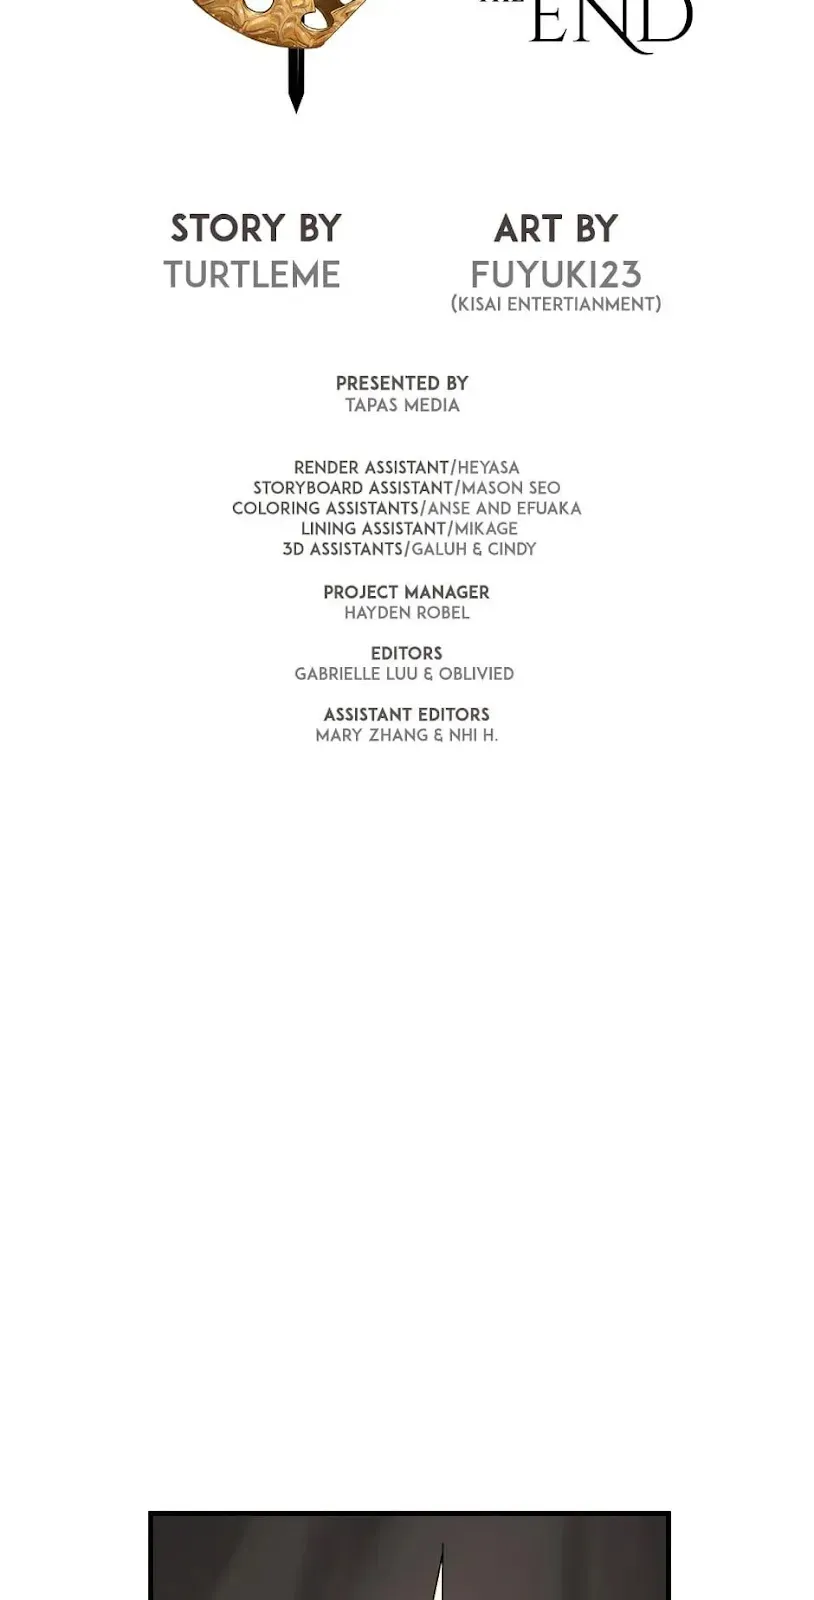 THE
END
STORY BY
TURTLEME
ART BY
FUYUKI23
(KISAI ENTERTIANMENT)
PRESENTED BY
TAPAS MEDIA
RENDER ASSISTANT/HEYASA
STORYBOARD ASSISTANT/MASON SEO
COLORING ASSISTANTS/ANSE AND EFUAKA
LINING ASSISTANT/MIKAGE
3D ASSISTANTS/GALUH & CINDY
PROJECT MANAGER
HAYDEN ROBEL
EDITORS
GABRIELLE LUU & OBLIVIED
ASSISTANT EDITORS
MARY ZHANG & NHI H.